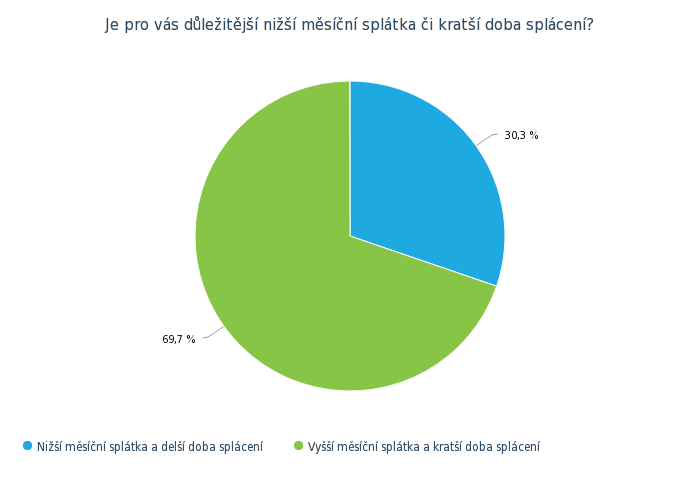 Je pro vás důležitější nižší měsíční splátka či kratší doba splácení?
30,3 %
69,7 %
Nižší měsíční splátka a delší doba splácení
Vyšší měsíční splátka a kratší doba splácení